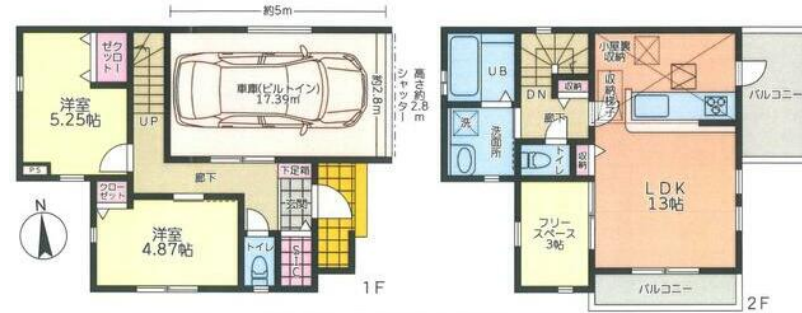 約5m
クロー
ゼット
洋室
5.25帖
UP
車庫(ビルトイン)
17.39㎡
約2.8m
シャッター
高さ約2.8m
PS
クロー
ゼット
廊下
下足箱
玄関
洋室
4.87帖
トイレ
SIC
N
1F
UB
DN
収納
小屋裏
収納
収納梯子
バルコニー
洗
洗面所
廊下
トイレ
収納
LDK
13帖
フリー
スペース
3帖
バルコニー
2F